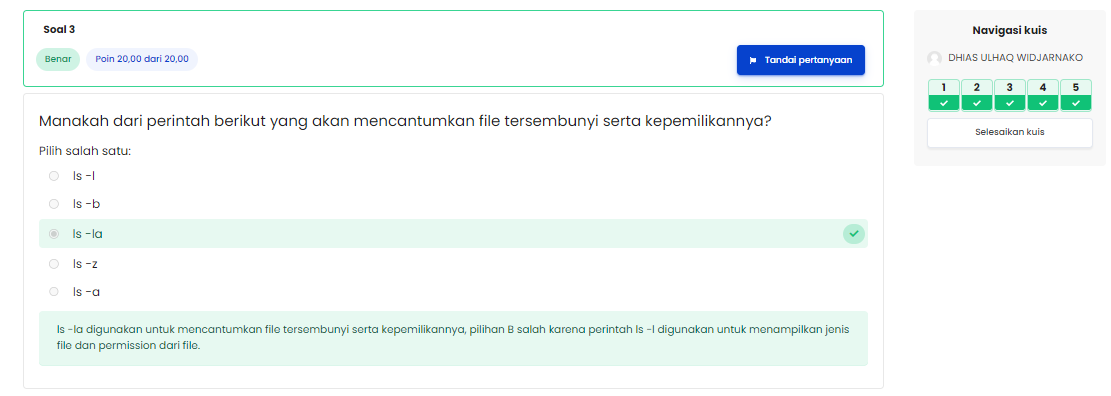 Soal 3
Benar
Poin 20,00 dari 20,00
Tandai pertanyaan
Manakah dari perintah berikut yang akan mencantumkan file tersembunyi serta kepemilikannya?
Pilih salah satu:
ls -l
ls -b
ls -la
ls -z
ls -a
ls -la digunakan untuk mencantumkan file tersembunyi serta kepemilikannya, pilihan B salah karena perintah ls -l digunakan untuk menampilkan jenis
file dan permission dari file.
Navigasi kuis
DHIAS ULHAQ WIDJARNAKO
1 2 3 4 5
Selesaikan kuis